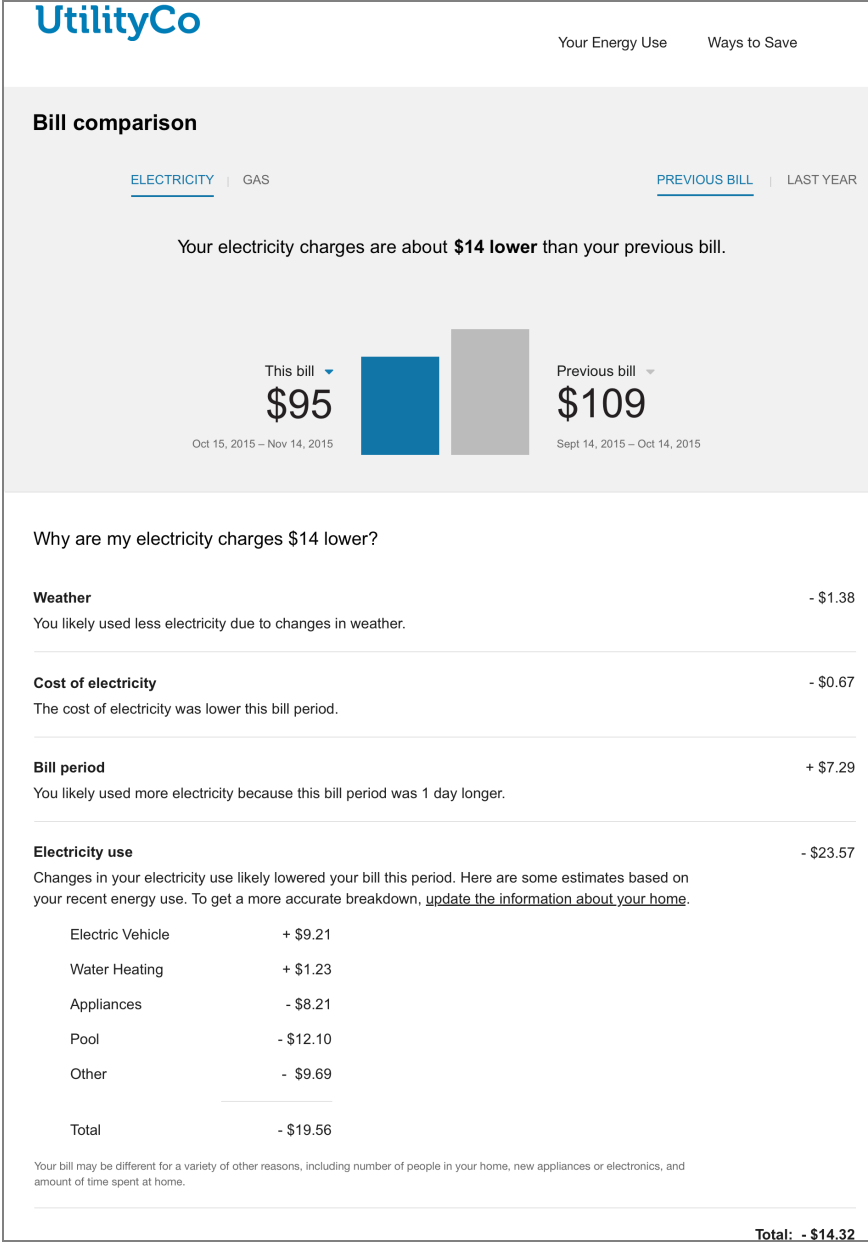 UtilityCo
Your Energy Use Ways to Save
Bill comparison
ELECTRICITY | GAS PREVIOUS BILL | LAST YEAR
Your electricity charges are about $14 lower than your previous bill.
This bill
$95
Oct 15, 2015 – Nov 14, 2015
Previous bill
$109
Sept 14, 2015 – Oct 14, 2015
Why are my electricity charges $14 lower?
Weather - $1.38
You likely used less electricity due to changes in weather.
Cost of electricity - $0.67
The cost of electricity was lower this bill period.
Bill period + $7.29
You likely used more electricity because this bill period was 1 day longer.
Electricity use - $23.57
Changes in your electricity use likely lowered your bill this period. Here are some estimates based on
your recent energy use. To get a more accurate breakdown, update the information about your home.
Electric Vehicle + $9.21
Water Heating + $1.23
Appliances - $8.21
Pool - $12.10
Other - $9.69
Total - $19.56
Your bill may be different for a variety of other reasons, including number of people in your home, new appliances or electronics, and
amount of time spent at home.
Total: - $14.32